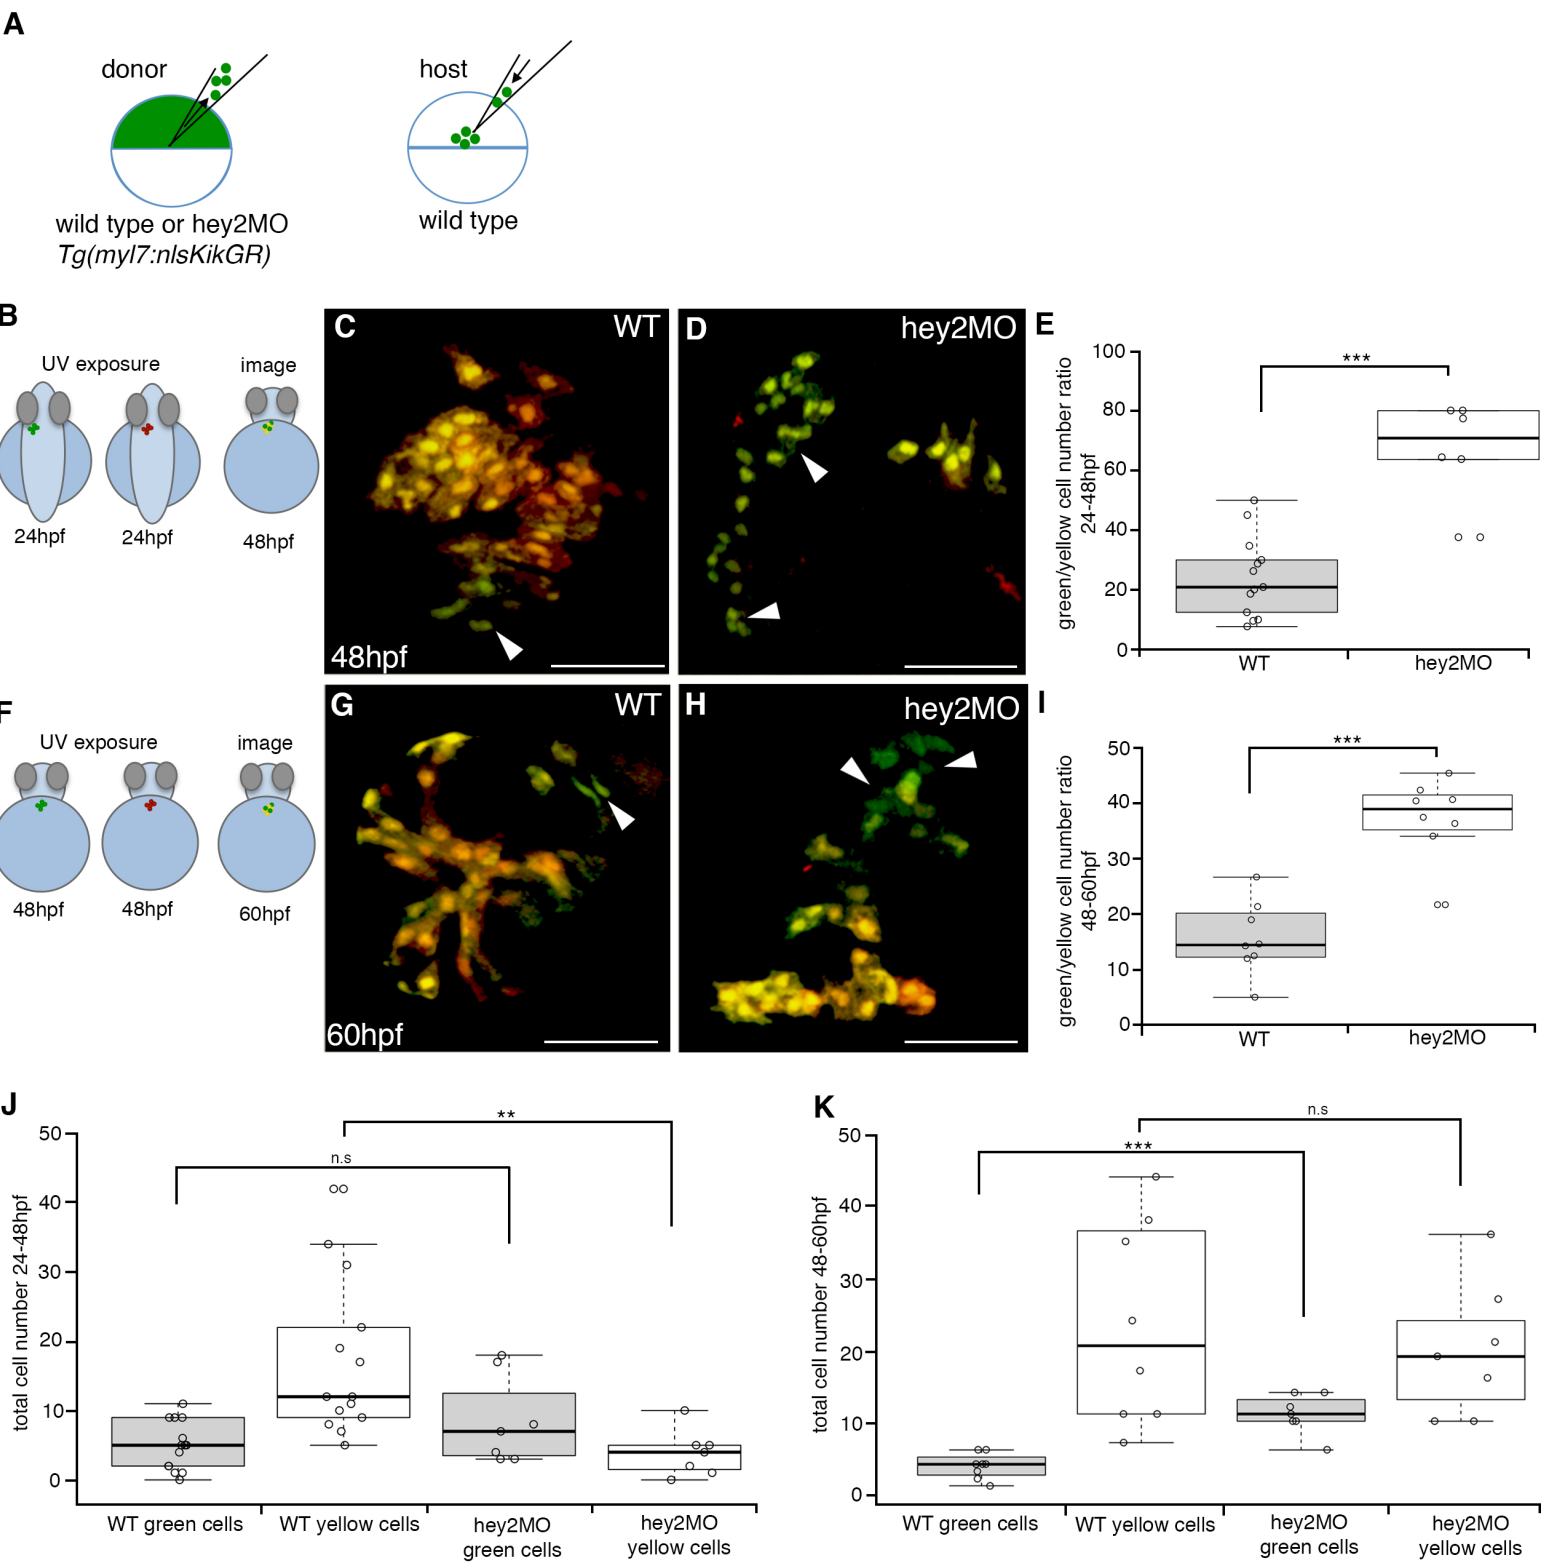 A
donor
host
wild type or hey2MO
Tg(myl7:nlsKikGR)
wild type
B
UV exposure
image
24hpf
24hpf
48hpf
C
WT
48hpf
D
hey2MO
E
green/yellow cell number ratio
24-48hpf
100
80
60
40
20
0
***
WT
hey2MO
F
UV exposure
image
48hpf
48hpf
60hpf
G
WT
60hpf
H
hey2MO
I
green/yellow cell number ratio
48-60hpf
50
40
30
20
10
0
***
WT
hey2MO
J
total cell number 24-48hpf
50
40
30
20
10
0
**
n.s
WT green cells
WT yellow cells
hey2MO
green cells
hey2MO
yellow cells
K
total cell number 48-60hpf
50
40
30
20
10
0
n.s
***
WT green cells
WT yellow cells
hey2MO
green cells
hey2MO
yellow cells